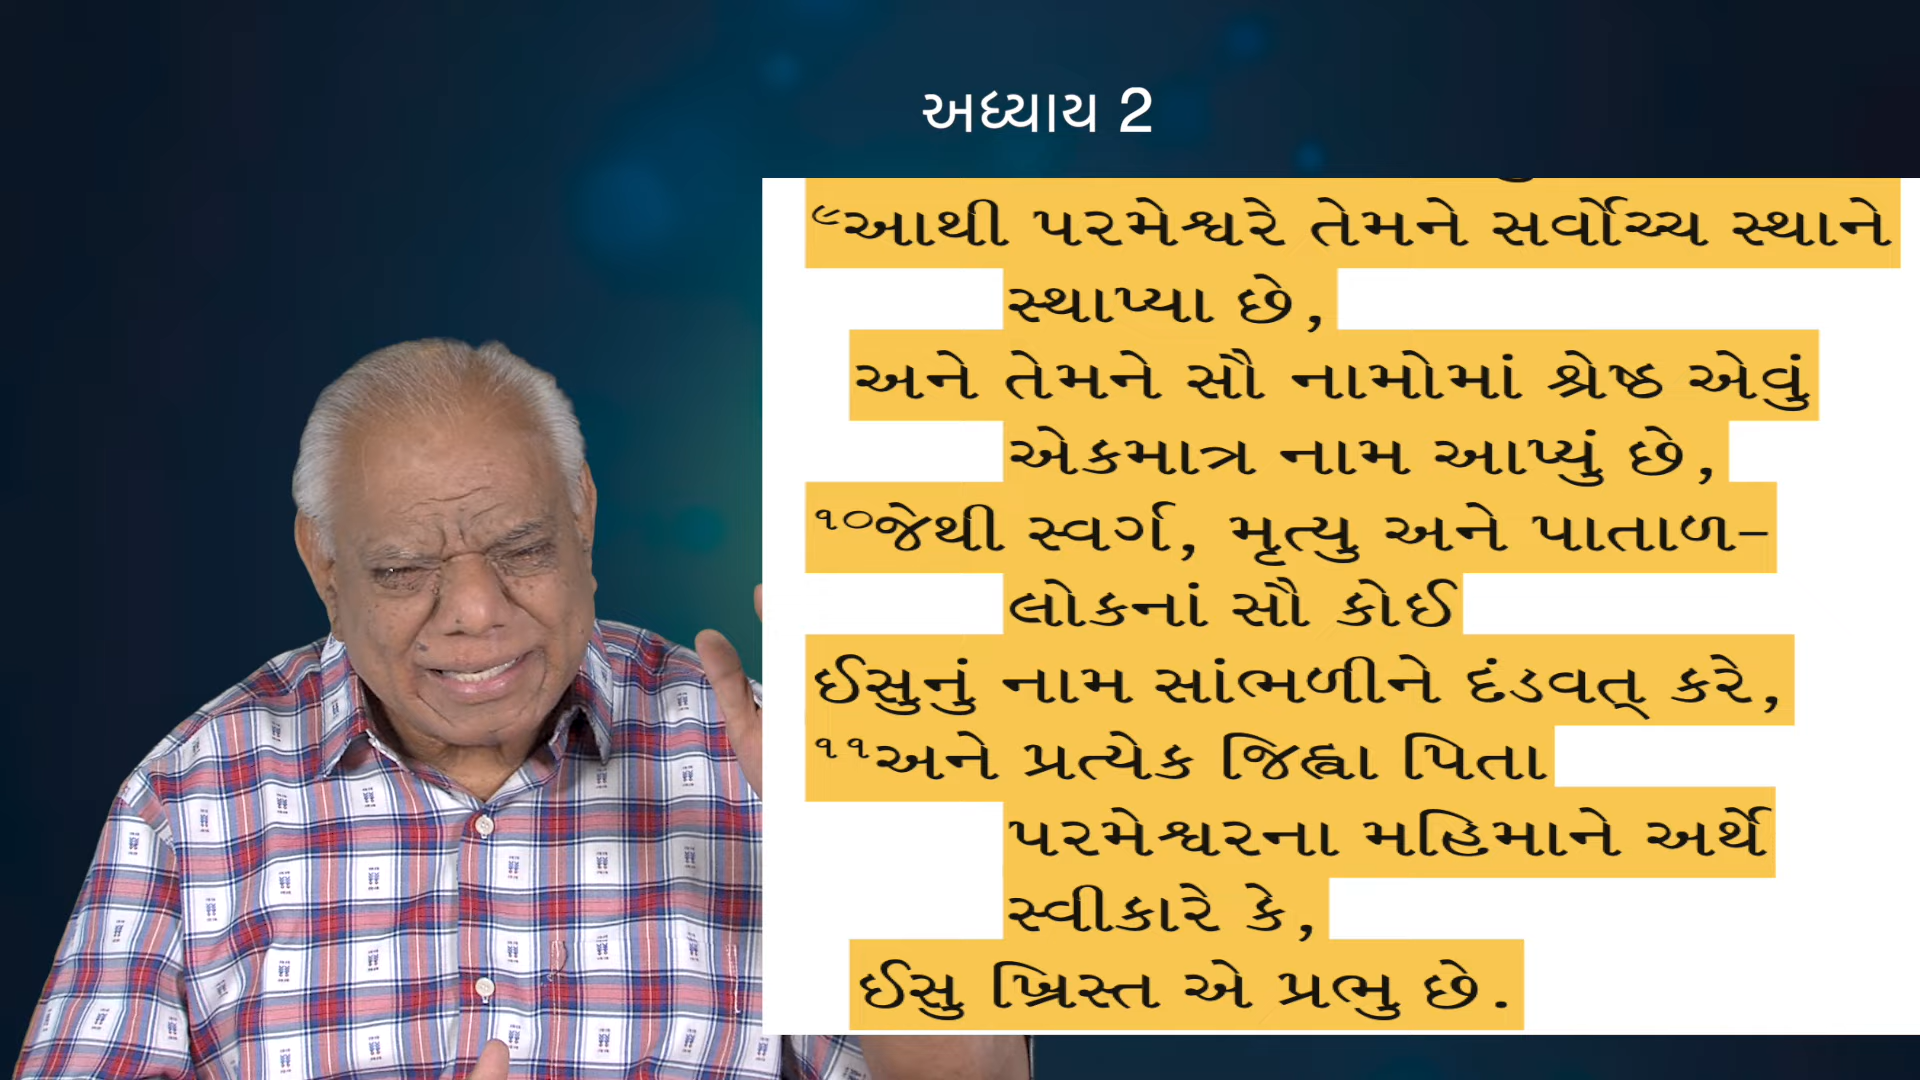 અધ્યાય 2
૯આથી પરમેશ્વરે તેમને સર્વોચ્ચ સ્થાને
સ્થાપ્યા છે,
અને તેમને સૌ નામોમાં શ્રેષ્ઠ એવું
એકમાત્ર નામ આપ્યું છે,
૧૦જેથી સ્વર્ગ, મૃત્યુ અને પાતાળ-
લોકનાં સૌ કોઈ
ઈસુનું નામ સાંભળીને દંડવત્ કરે,
૧૧અને પ્રત્યેક જિહ્વા પિતા
પરમેશ્વરના મહિમાને અર્થે
સ્વીકારે કે,
ઈસુ ખ્રિસ્ત એ પ્રભુ છે.